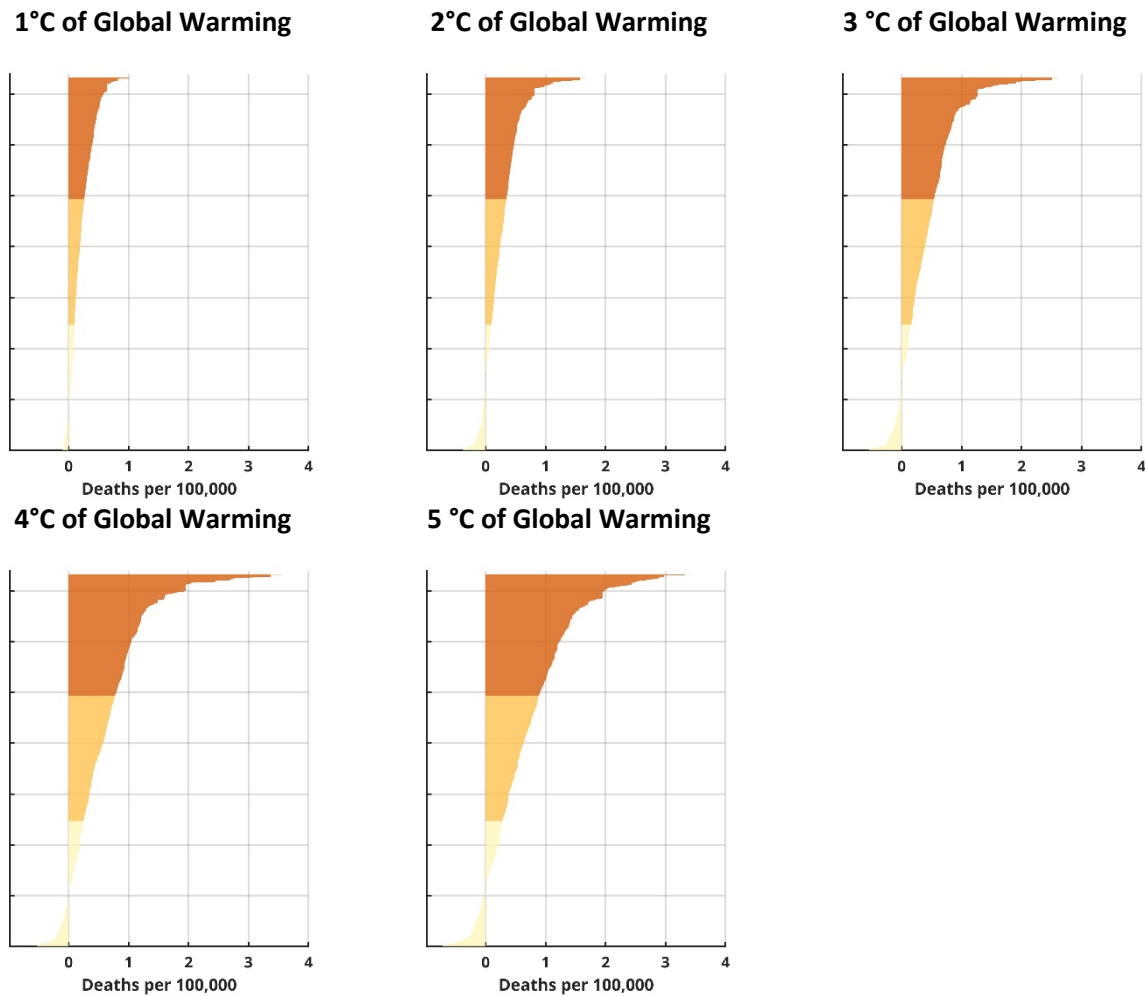 1°C of Global Warming
2°C of Global Warming
3 °C of Global Warming
0 1 2 3 4
Deaths per 100,000
0 1 2 3 4
Deaths per 100,000
0 1 2 3 4
Deaths per 100,000
4°C of Global Warming
5 °C of Global Warming
0 1 2 3 4
Deaths per 100,000
0 1 2 3 4
Deaths per 100,000